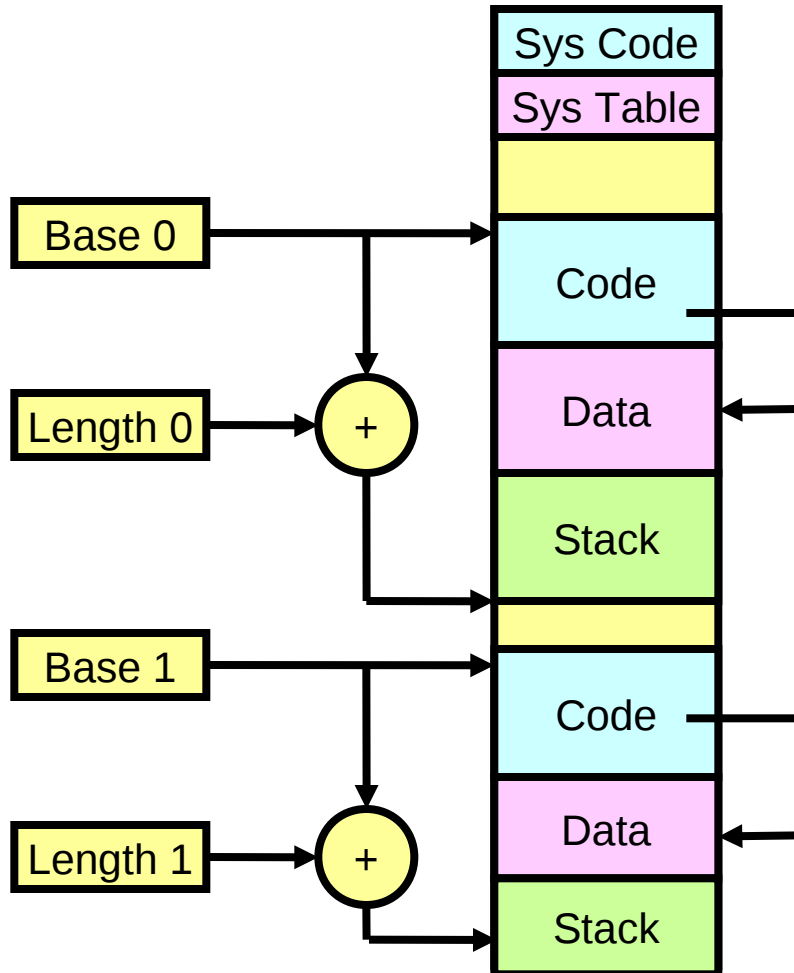 Sys Code
Sys Table
Base 0
Code
Length 0
+
Data
Stack
Base 1
Code
Length 1
+
Data
Stack